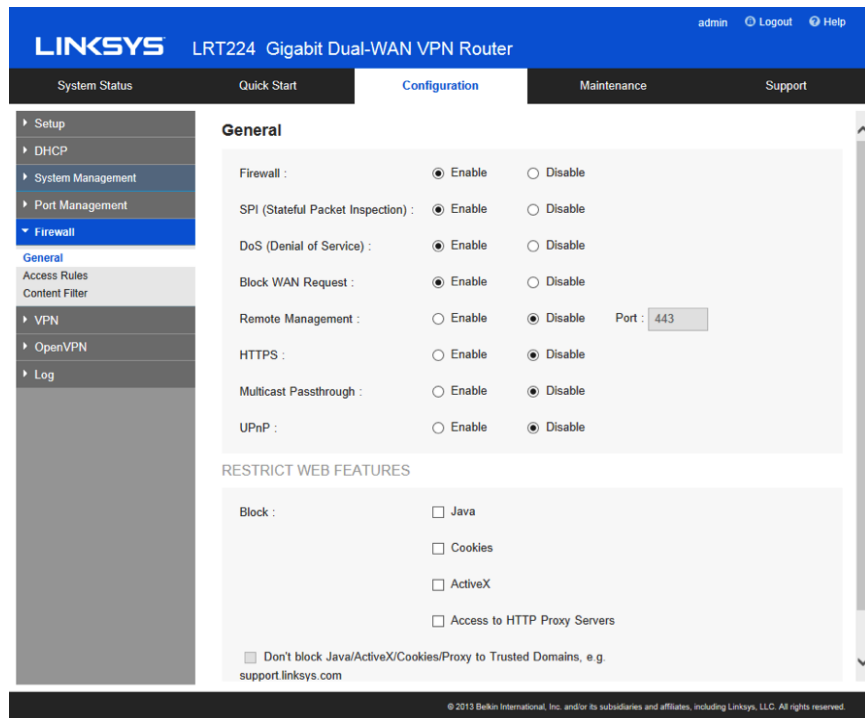 admin Logout Help
LINKSYS LRT224 Gigabit Dual-WAN VPN Router
System Status Quick Start Configuration Maintenance Support
Setup
DHCP
System Management
Port Management
Firewall
General
Access Rules
Content Filter
VPN
OpenVPN
Log
General
Firewall : Enable Disable
SPI (Stateful Packet Inspection) : Enable Disable
DoS (Denial of Service) : Enable Disable
Block WAN Request : Enable Disable
Remote Management : Enable Disable Port : 443
HTTPS : Enable Disable
Multicast Passthrough : Enable Disable
UPnP : Enable Disable
RESTRICT WEB FEATURES
Block : Java
Cookies
ActiveX
Access to HTTP Proxy Servers
Don't block Java/ActiveX/Cookies/Proxy to Trusted Domains, e.g.
support.linksys.com
© 2013 Belkin International, Inc. and/or its subsidiaries and affiliates, including Linksys, LLC. All rights reserved.